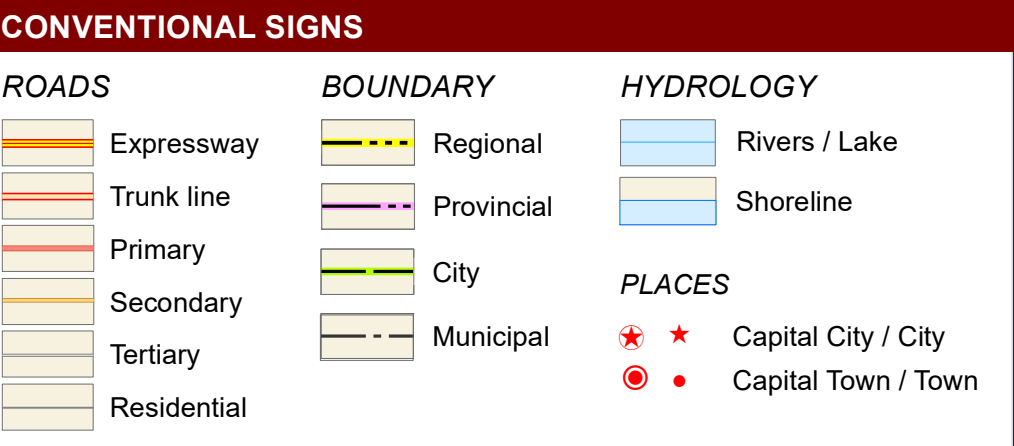 CONVENTIONAL SIGNS
ROADS
Expressway
Trunk line
Primary
Secondary
Tertiary
Residential
BOUNDARY
Regional
Provincial
City
Municipal
HYDROLOGY
Rivers / Lake
Shoreline
PLACES
Capital City / City
Capital Town / Town